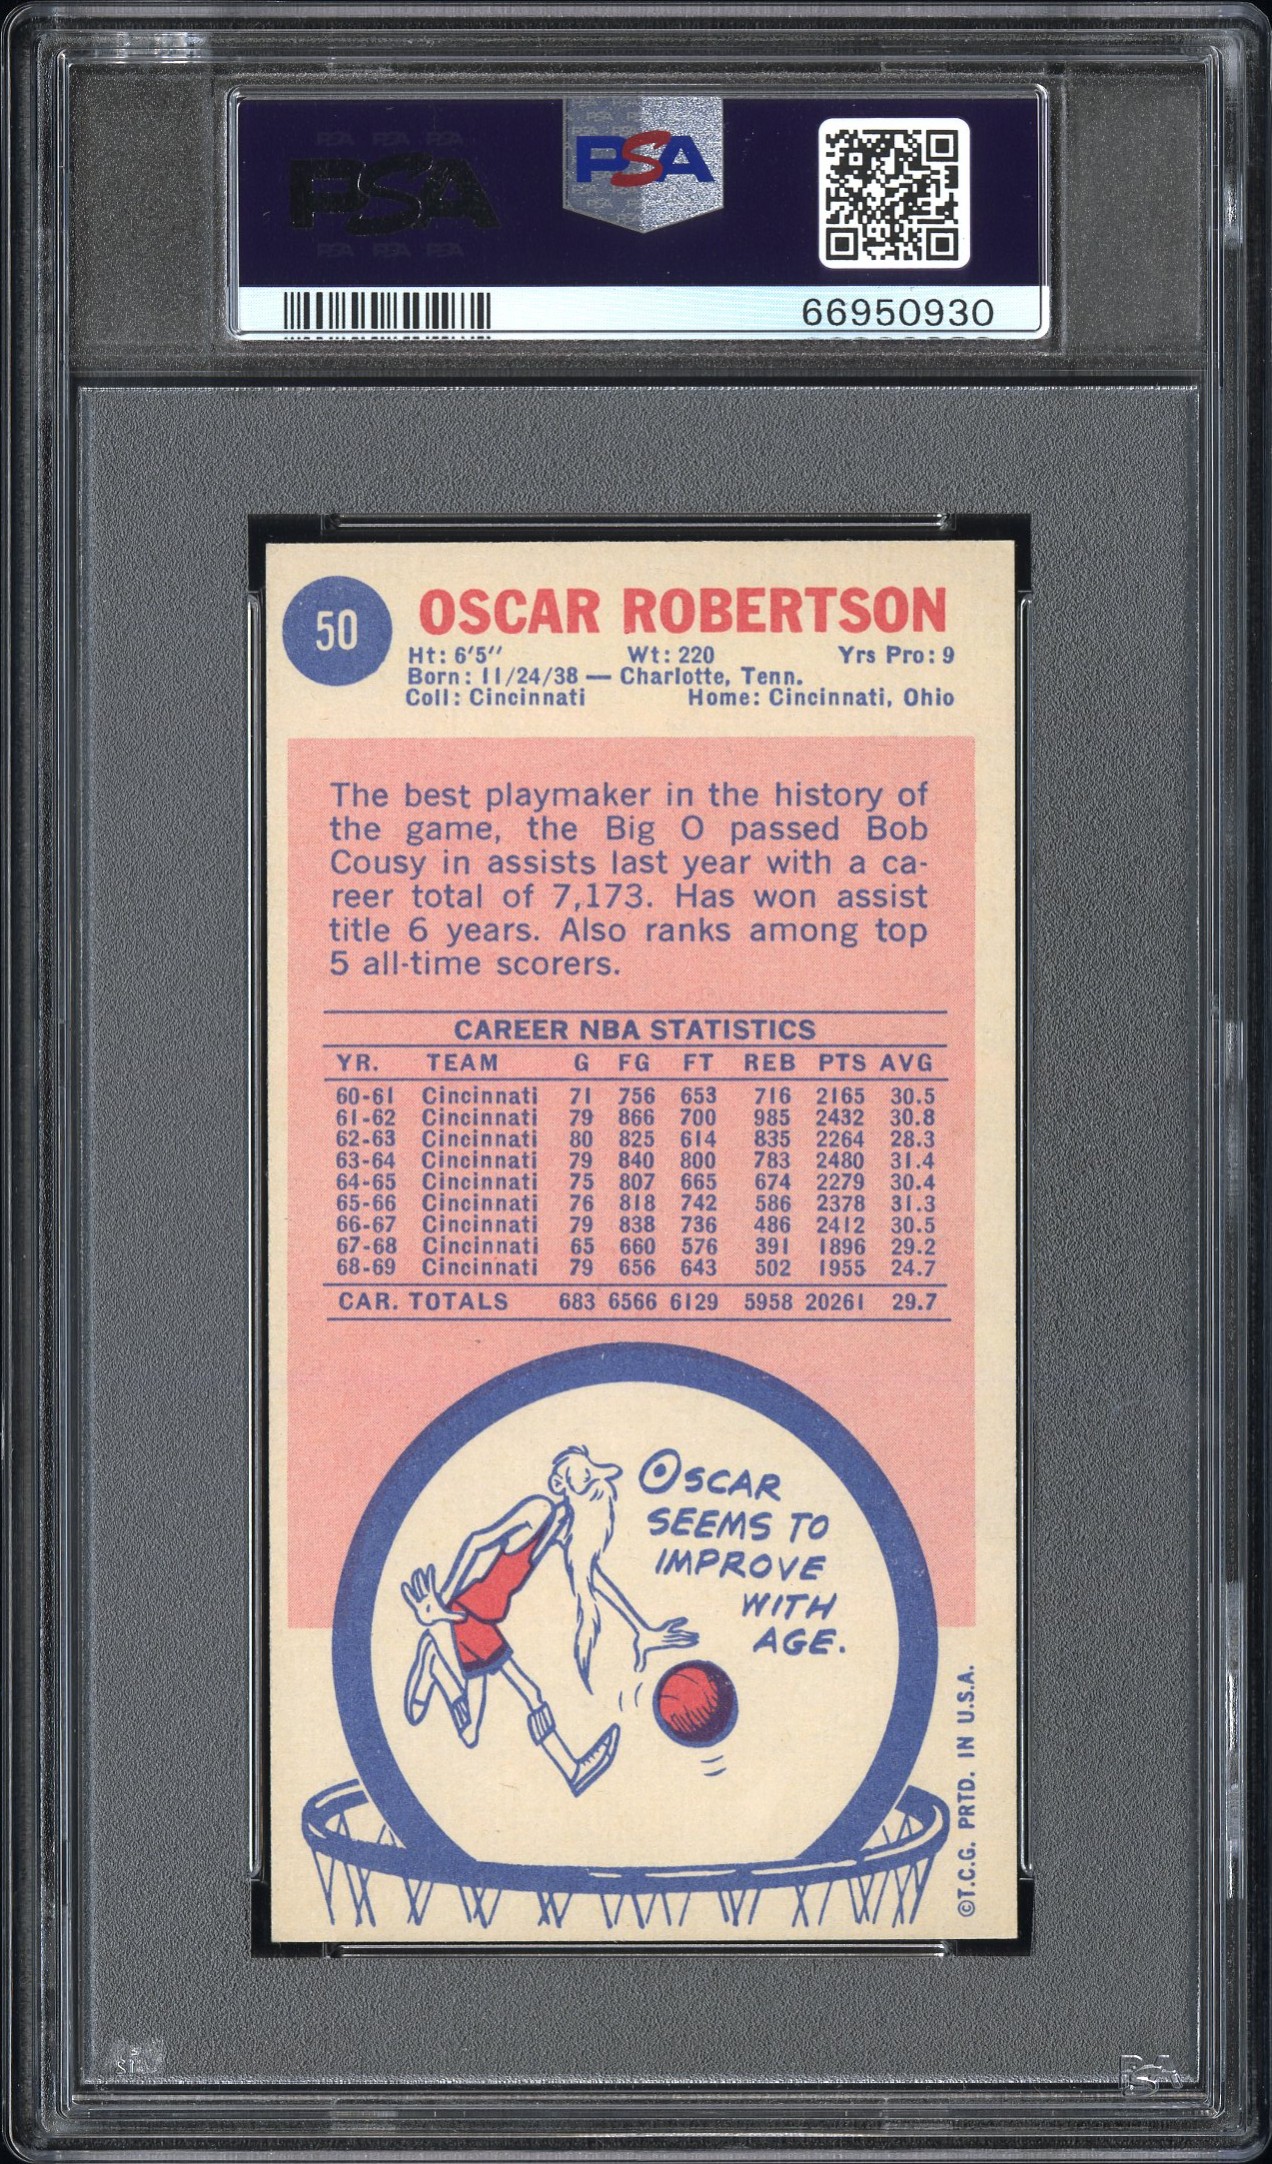 PSA PSA PSA
PSA
PSA PSA PSA
PSA
66950930
50
OSCAR ROBERTSON
Ht: 6'5" Wt: 220 Yrs Pro: 9
Born: 11/24/38 — Charlotte, Tenn.
Coll: Cincinnati Home: Cincinnati, Ohio
The best playmaker in the history of
the game, the Big O passed Bob
Cousy in assists last year with a ca-
reer total of 7,173. Has won assist
title 6 years. Also ranks among top
5 all-time scorers.
CAREER NBA STATISTICS
YR. TEAM G FG FT REB PTS AVG
60-61 Cincinnati 71 756 653 716 2165 30.5
61-62 Cincinnati 79 866 700 985 2432 30.8
62-63 Cincinnati 80 825 614 835 2264 28.3
63-64 Cincinnati 79 840 800 783 2480 31.4
64-65 Cincinnati 75 807 665 674 2279 30.4
65-66 Cincinnati 76 818 742 586 2378 31.3
66-67 Cincinnati 79 838 736 486 2412 30.5
67-68 Cincinnati 65 660 576 391 1896 29.2
68-69 Cincinnati 79 656 643 502 1955 24.7
CAR. TOTALS 683 6566 6129 5958 20261 29.7
OSCAR
SEEMS TO
IMPROVE
WITH
AGE.
©T.C.G. PRTD. IN U.S.A.
PSA